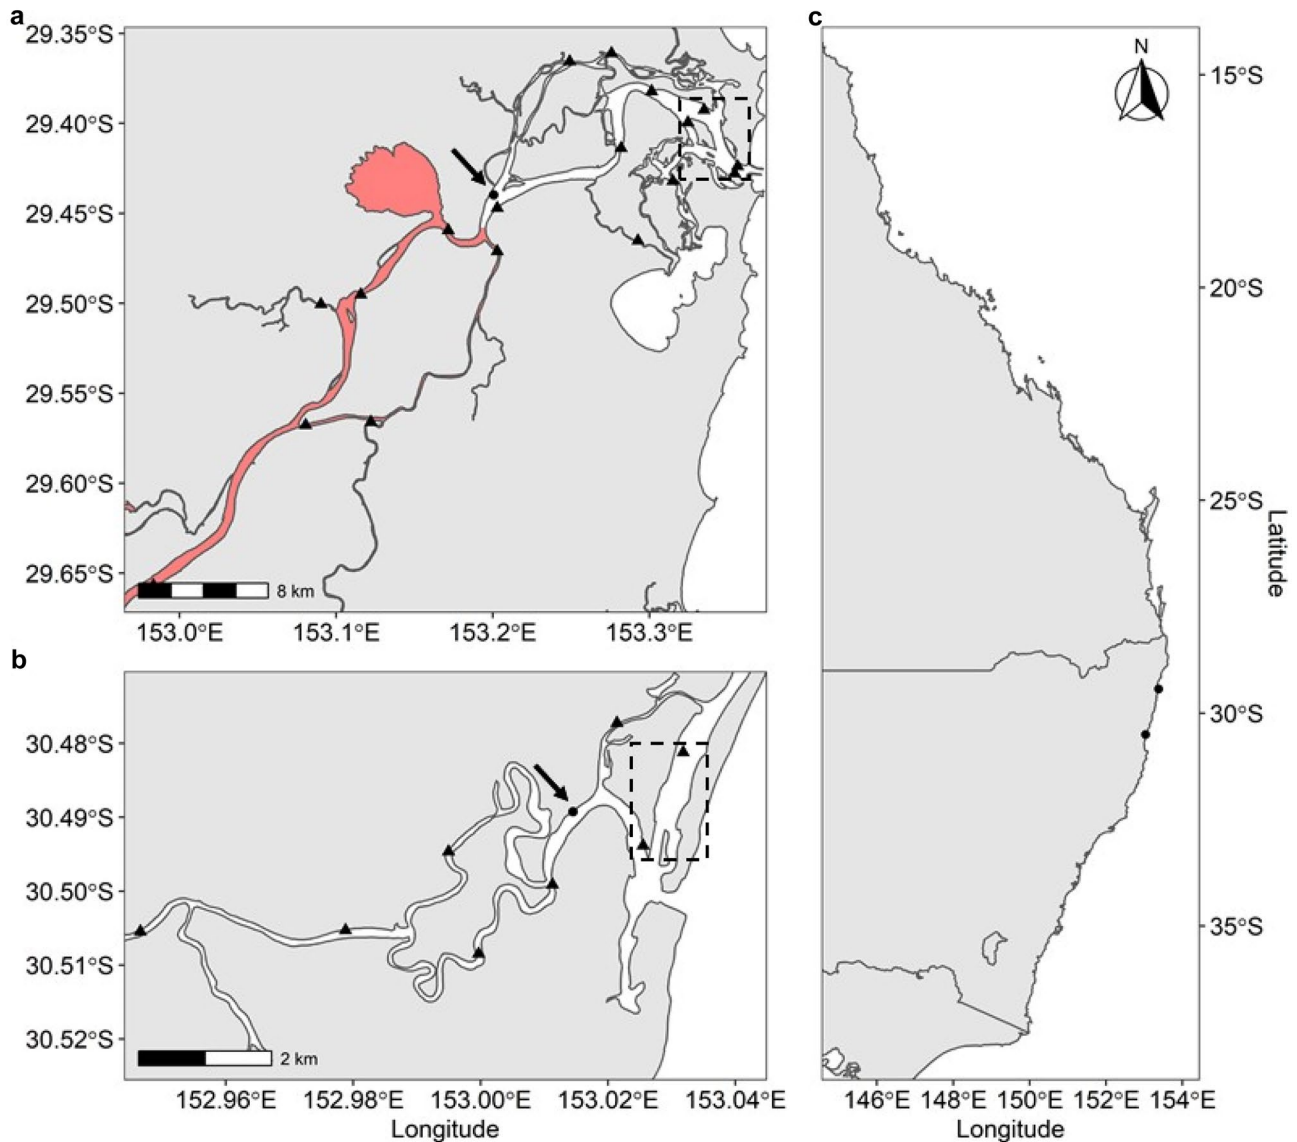 a
29.35°S
29.40°S
29.45°S
29.50°S
29.55°S
29.60°S
29.65°S
8 km
153.0°E 153.1°E 153.2°E 153.3°E
b
30.48°S
30.49°S
30.50°S
30.51°S
30.52°S
2 km
152.96°E 152.98°E 153.00°E 153.02°E 153.04°E
Longitude
c
N
15°S
20°S
25°S
30°S
35°S
Latitude
146°E 148°E 150°E 152°E 154°E
Longitude